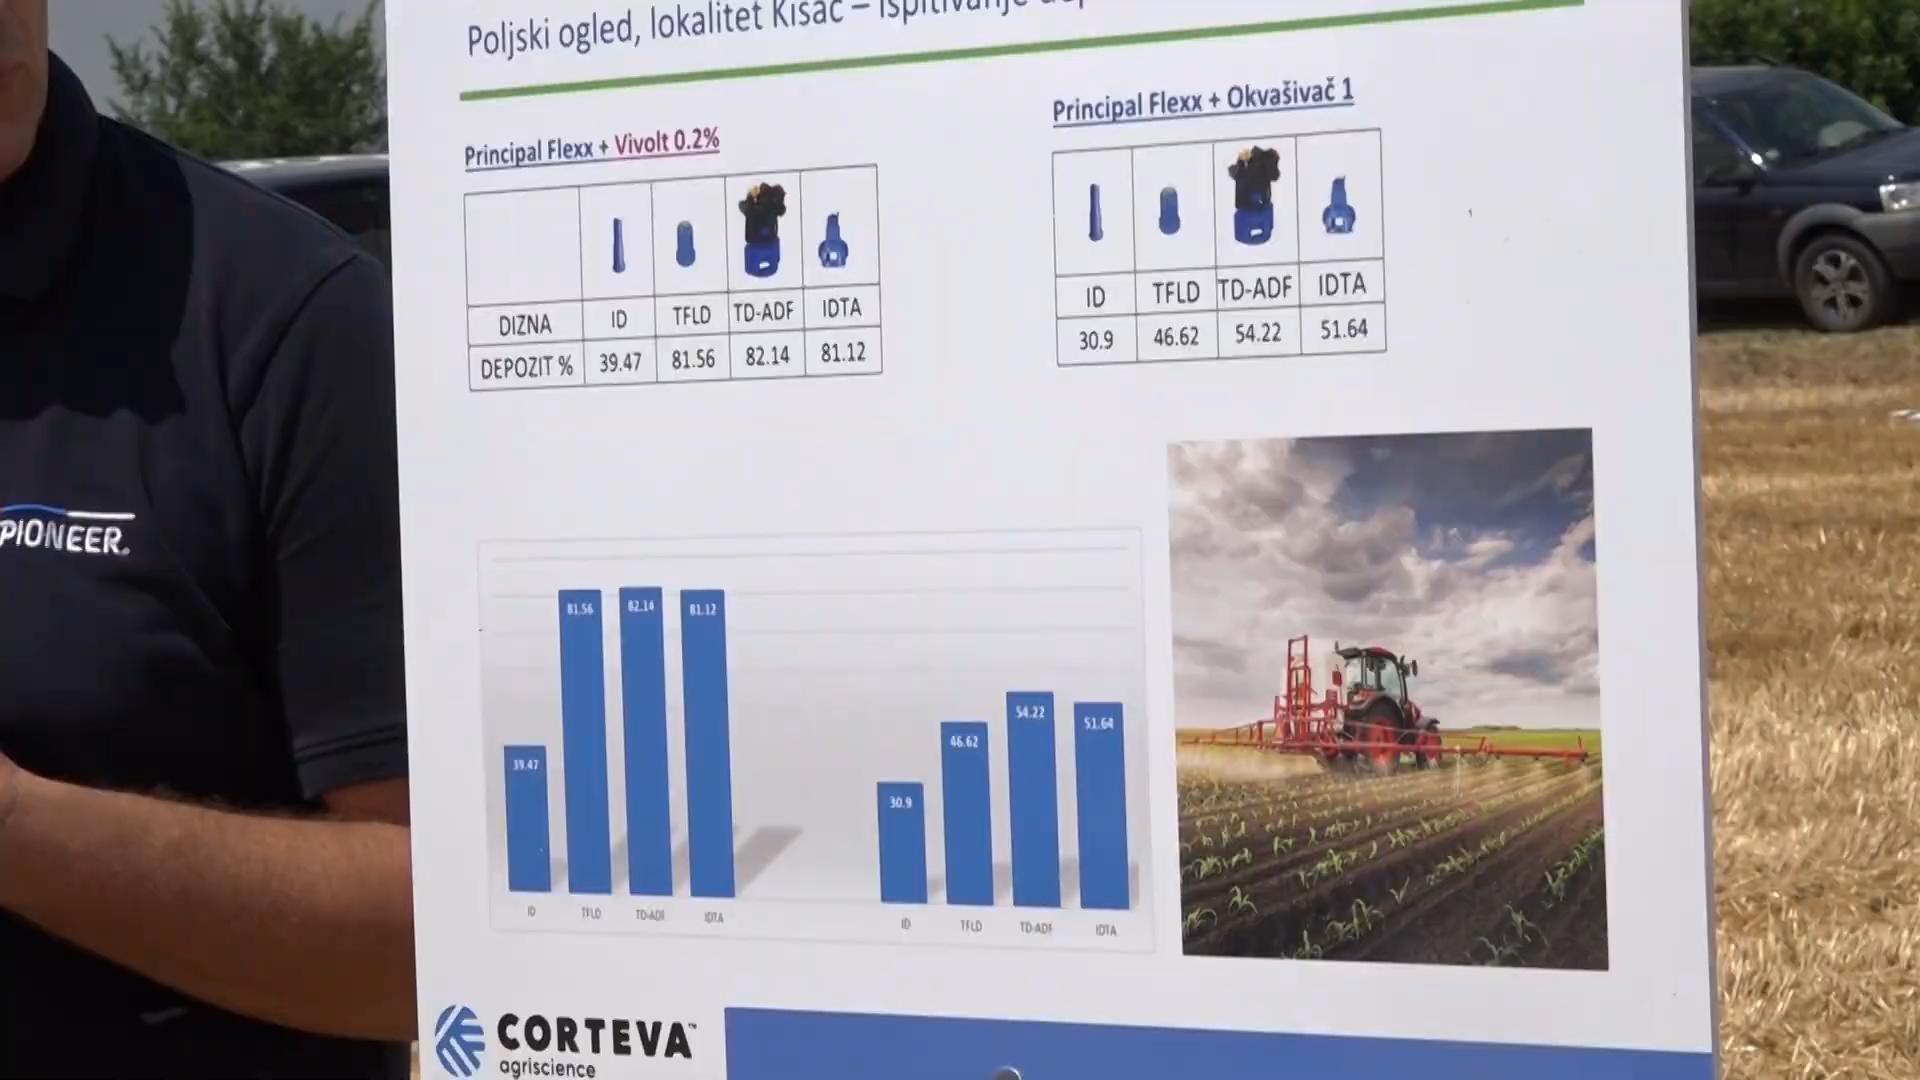 Poljski ogled, lokalitet Kisač – ispitivanje
Principal Flexx + Vivolt 0.2%
DIZNA ID TFLD TD-ADF IDTA
DEPOZIT % 39.47 81.56 82.14 81.12
Principal Flexx + Okvašivač 1
ID TFLD TD-ADF IDTA
30.9 46.62 54.22 51.64
PIONEER.
39.47 81.56 82.14 81.12 30.9 46.62 54.22 51.64
ID TFLD TD-ADF IDTA ID TFLD TD-ADF IDTA
CORTEVA™
agriscience